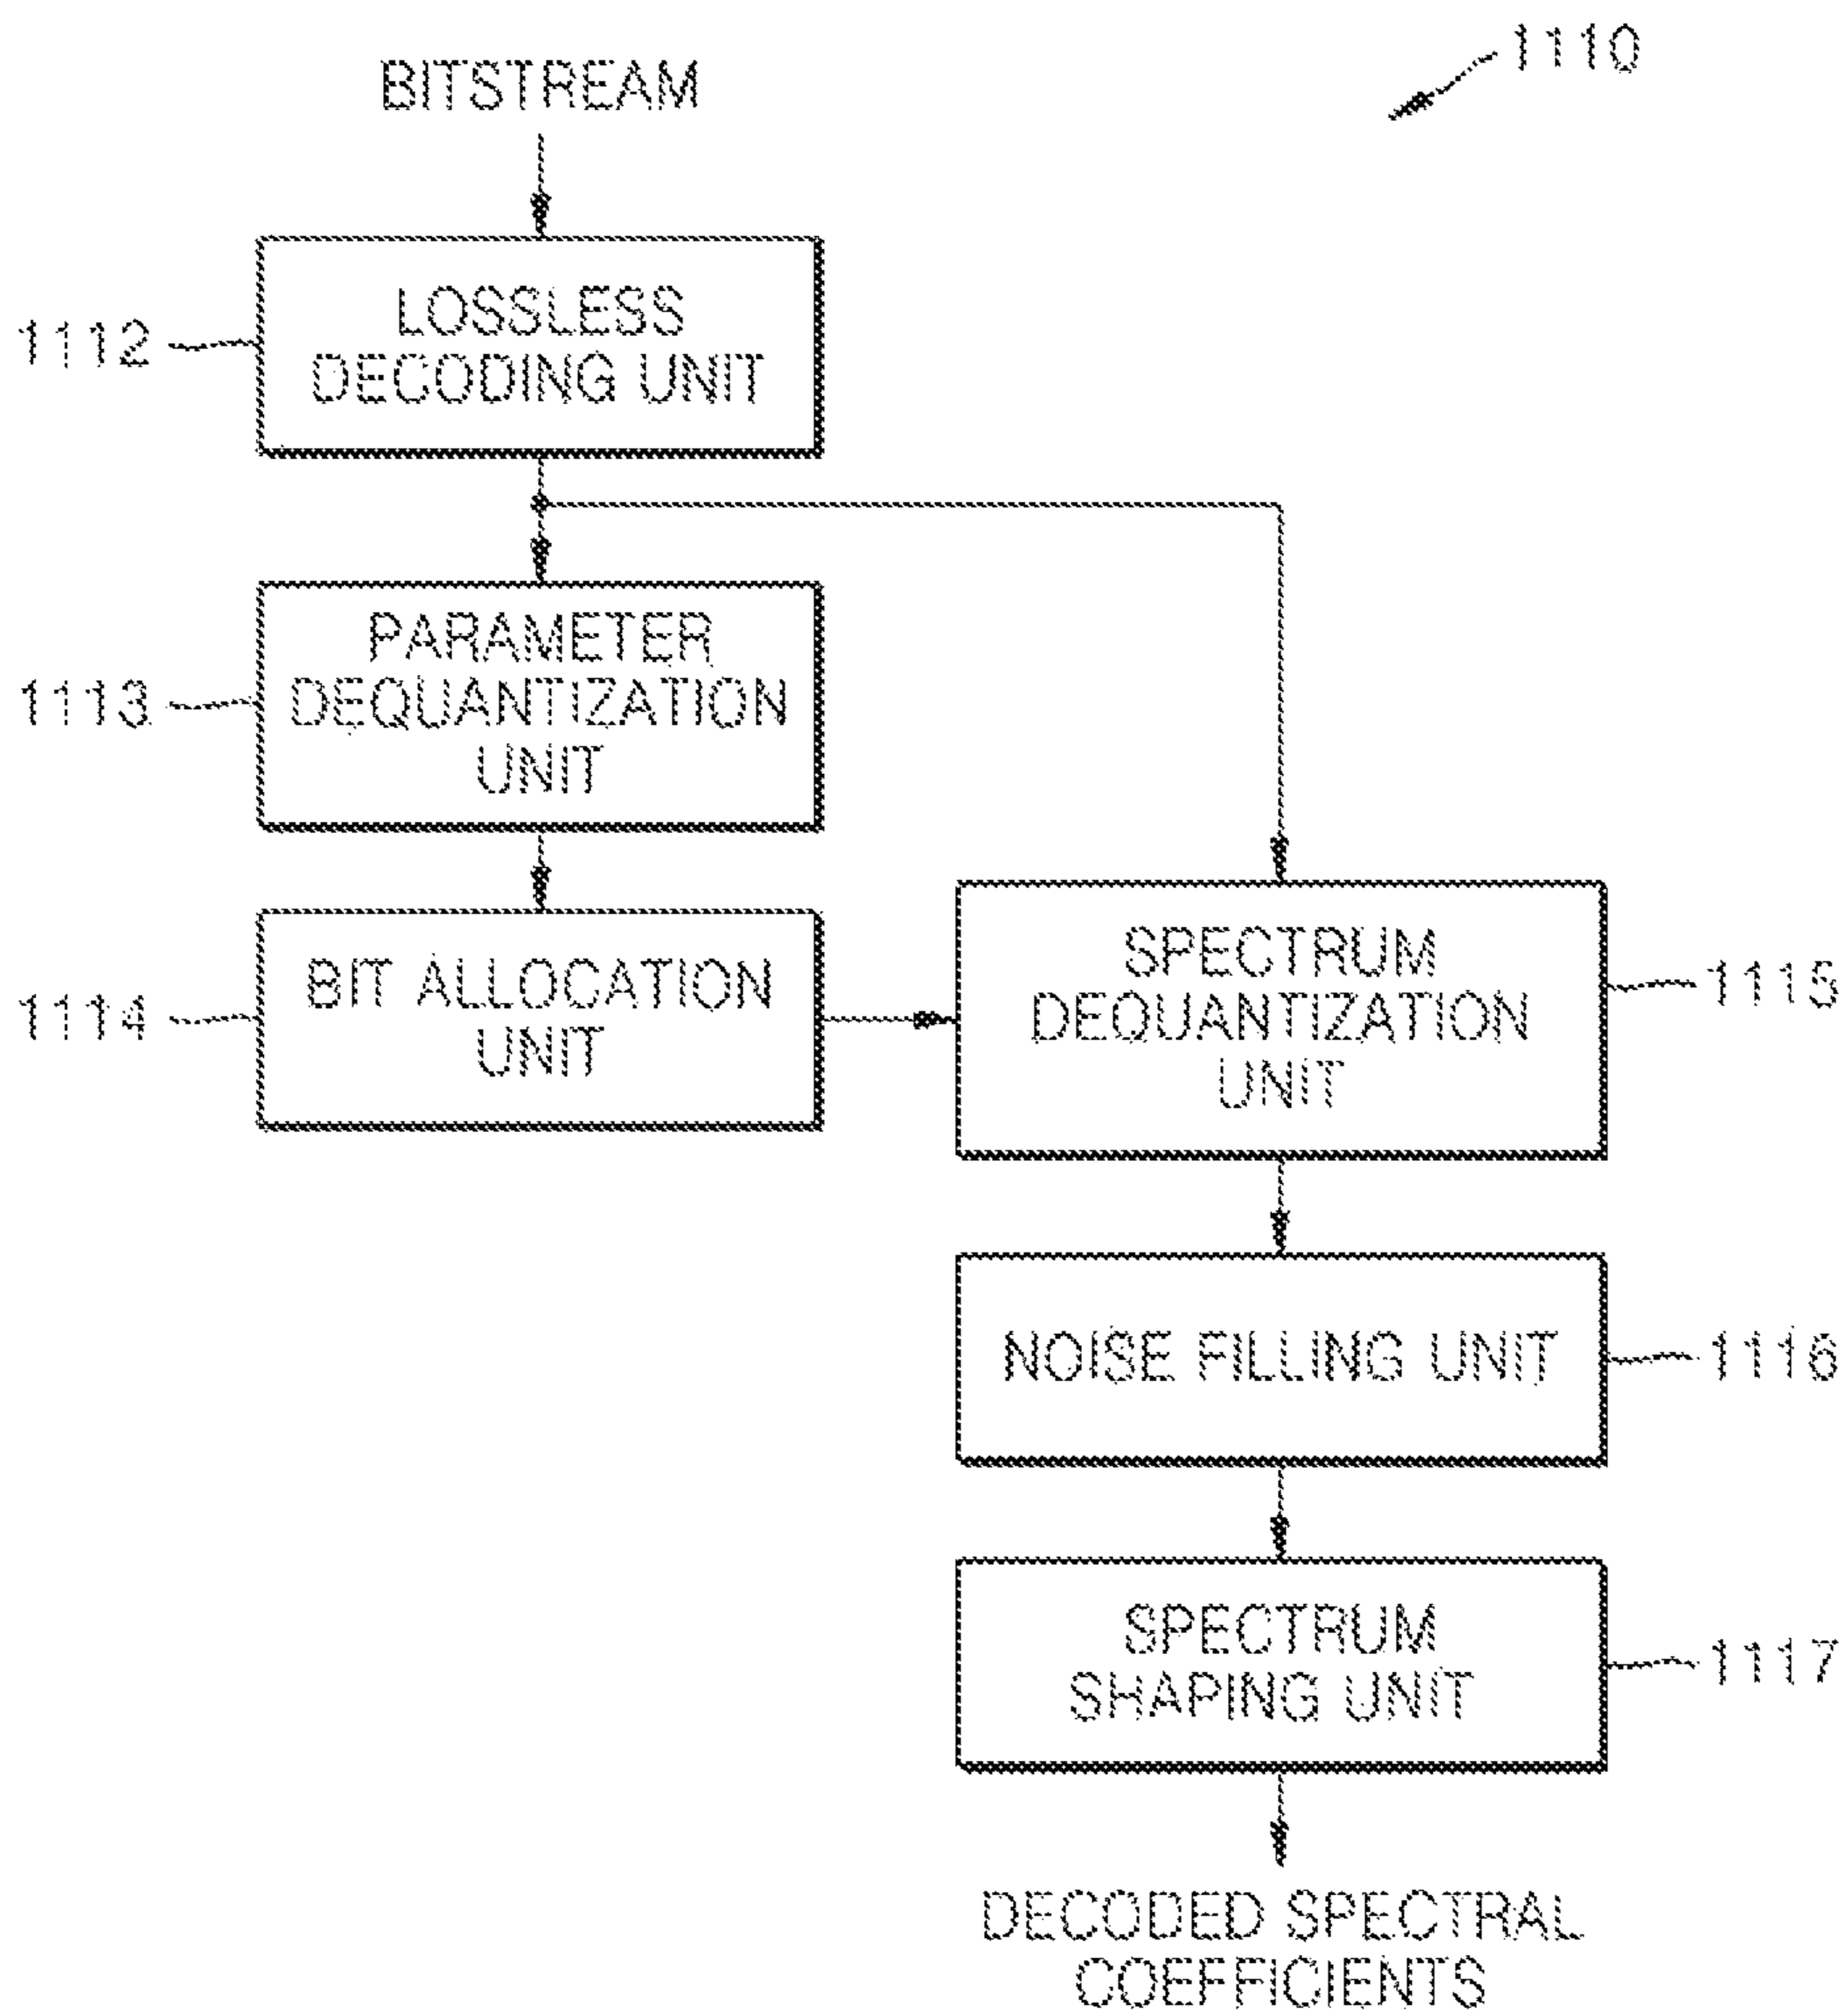 1110
BITSTREAM
1112
LOSSLESS
DECODING UNIT
1113
PARAMETER
DEQUANTIZATION
UNIT
1114
BIT ALLOCATION
UNIT
SPECTRUM
DEQUANTIZATION
UNIT
1115
NOISE FILLING UNIT
1116
SPECTRUM
SHAPING UNIT
1117
DECODED SPECTRAL
COEFFICIENTS